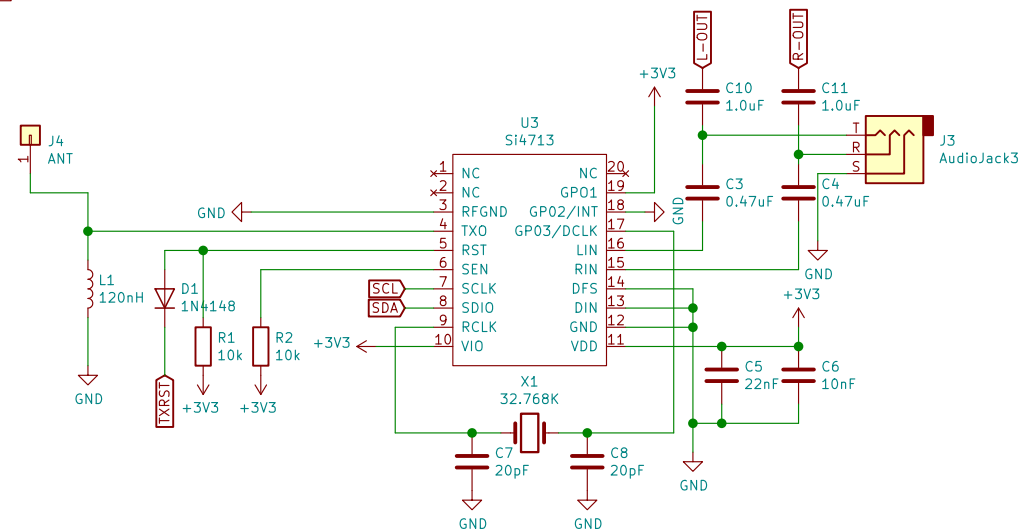 L-OUT
R-OUT
+3V3
C10
1.0uF
C11
1.0uF
J4
ANT
1
U3
Si4713
T
R
S
J3
AudioJack3
1 NC
NC 20
2 NC
GPO1 19
GND
3 RFGND
GP02/INT 18
GND
4 TXO
GP03/DCLK 17
5 RST
LIN 16
6 SEN
RIN 15
SCL
7 SCLK
DFS 14
SDA
8 SDIO
DIN 13
9 RCLK
GND 12
+3V3
10 VIO
VDD 11
C3
0.47uF
C4
0.47uF
GND
+3V3
L1
120nH
D1
1N4148
R1
10k
R2
10k
C5
22nF
C6
10nF
GND
TXRST
+3V3
+3V3
X1
32.768K
C7
20pF
C8
20pF
GND
GND
GND